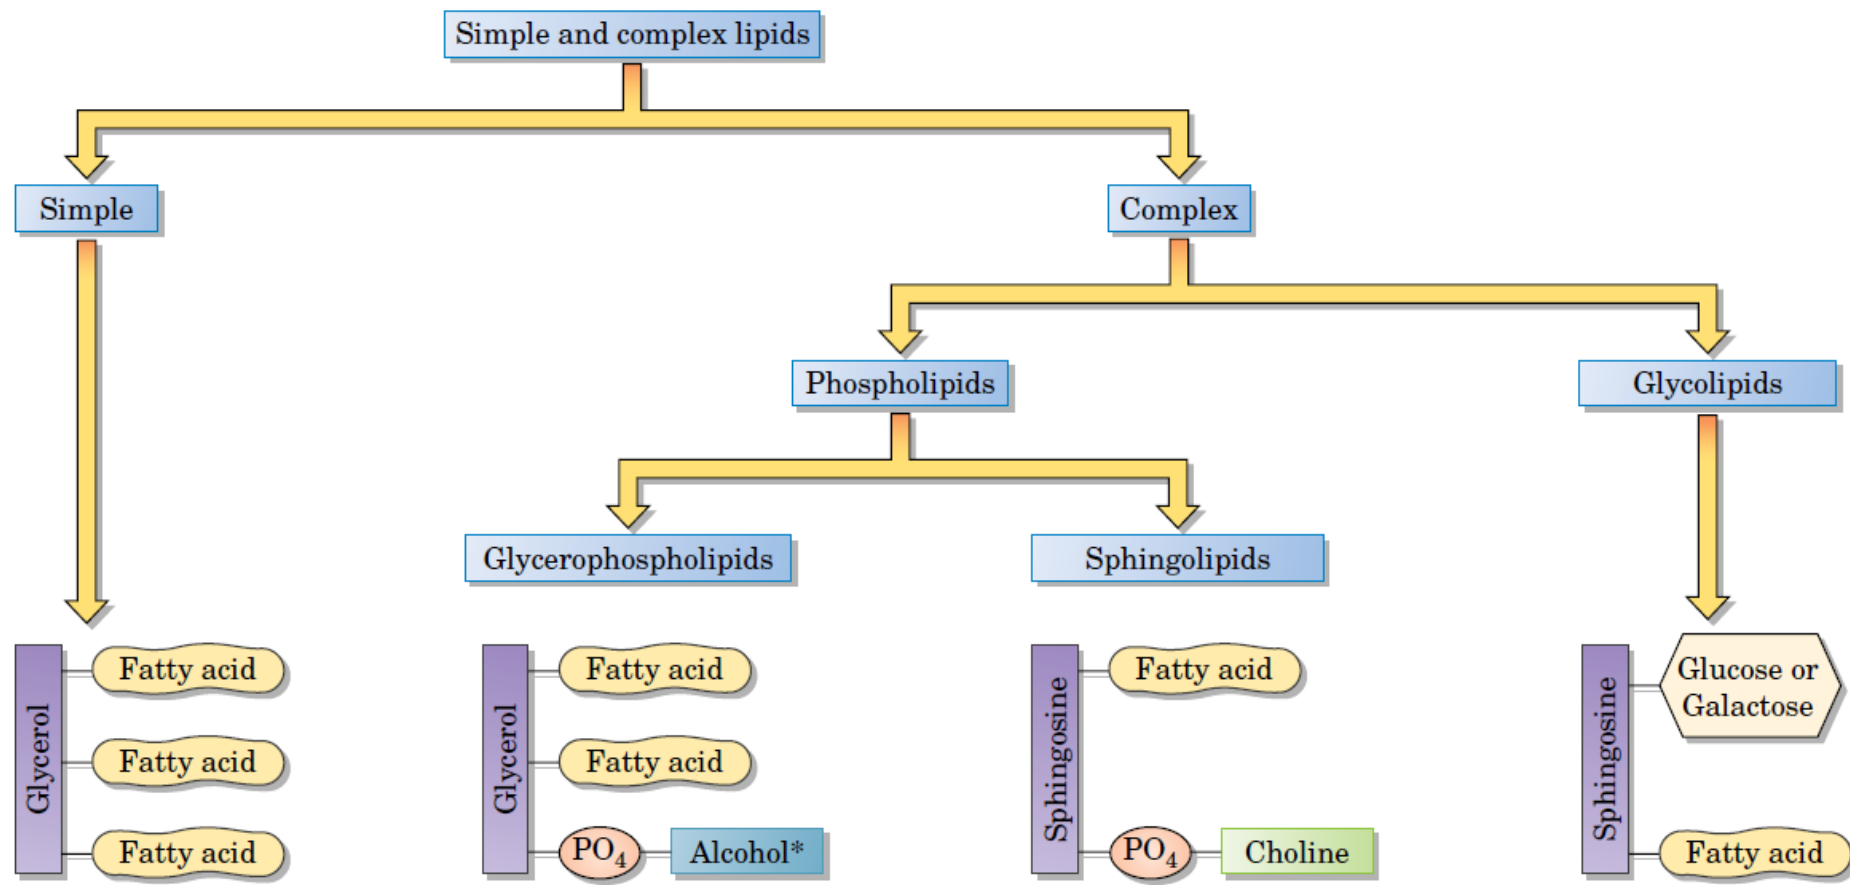 Simple and complex lipids
Simple
Complex
Phospholipids
Glycolipids
Glycerophospholipids
Sphingolipids
Glycerol
Fatty acid
Fatty acid
Fatty acid
Glycerol
Fatty acid
Fatty acid
PO₄
Alcohol*
Sphingosine
Fatty acid
PO₄
Choline
Sphingosine
Glucose or
Galactose
Fatty acid